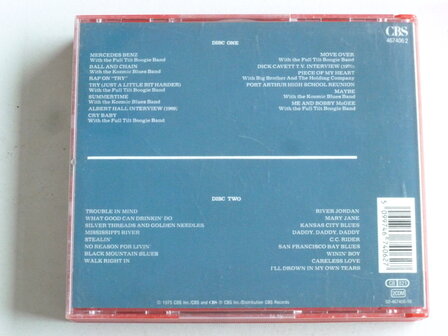 CBS
467406 2
DISC ONE
MERCEDES BENZ
With the Full Tilt Boogie Band
BALL AND CHAIN
With the Kozmic Blues Band
RAP ON "TRY"
TRY (JUST A LITTLE BIT HARDER)
With the Full Tilt Boogie Band
SUMMERTIME
With the Kozmic Blues Band
ALBERT HALL INTERVIEW (1969)
CRY BABY
With the Full Tilt Boogie Band
MOVE OVER
With the Full Tilt Boogie Band
DICK CAVETT T.V. INTERVIEW (1970)
PIECE OF MY HEART
With Big Brother And The Holding Company
PORT ARTHUR HIGH SCHOOL REUNION
MAYBE
With the Kozmic Blues Band
ME AND BOBBY McGEE
With the Full Tilt Boogie Band
DISC TWO
TROUBLE IN MIND
WHAT GOOD CAN DRINKIN' DO
SILVER THREADS AND GOLDEN NEEDLES
MISSISSIPPI RIVER
STEALIN'
NO REASON FOR LIVIN'
BLACK MOUNTAIN BLUES
WALK RIGHT IN
RIVER JORDAN
MARY JANE
KANSAS CITY BLUES
DADDY, DADDY, DADDY
C.C. RIDER
SAN FRANCISCO BAY BLUES
WININ' BOY
CARELESS LOVE
I'LL DROWN IN MY OWN TEARS
5 099746 740627